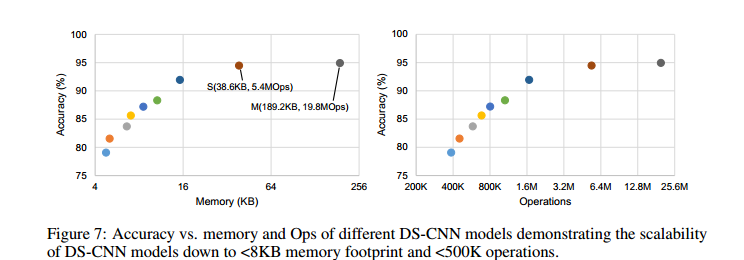 100
95
90
85
80
75
Accuracy (%)
S(38.6KB, 5.4MOps)
M(189.2KB, 19.8MOps)
4 16 64 256
Memory (KB)
100
95
90
85
80
75
Accuracy (%)
200K 400K 800K 1.6M 3.2M 6.4M 12.8M 25.6M
Operations
Figure 7: Accuracy vs. memory and Ops of different DS-CNN models demonstrating the scalability
of DS-CNN models down to <8KB memory footprint and <500K operations.